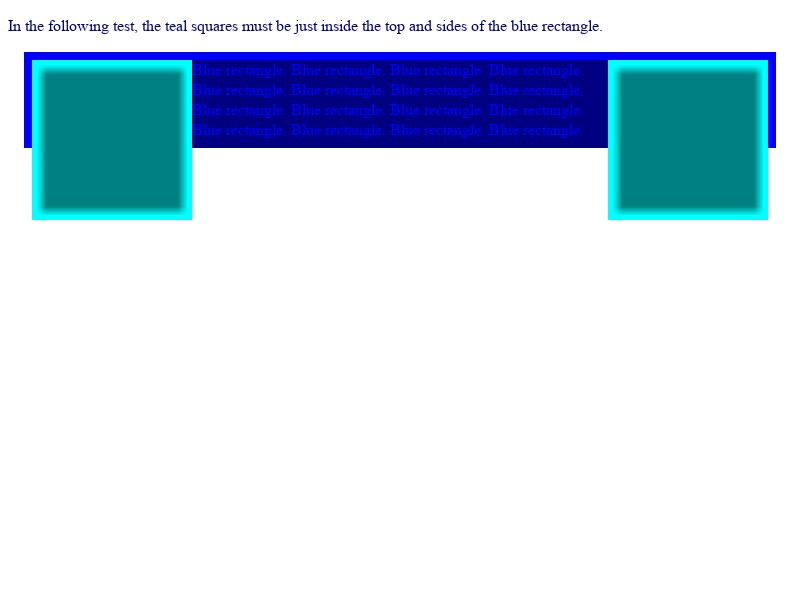 In the following test, the teal squares must be just inside the top and sides of the blue rectangle.
Blue rectangle. Blue rectangle. Blue rectangle. Blue rectangle.
Blue rectangle. Blue rectangle. Blue rectangle. Blue rectangle.
Blue rectangle. Blue rectangle. Blue rectangle. Blue rectangle.
Blue rectangle. Blue rectangle. Blue rectangle. Blue rectangle.